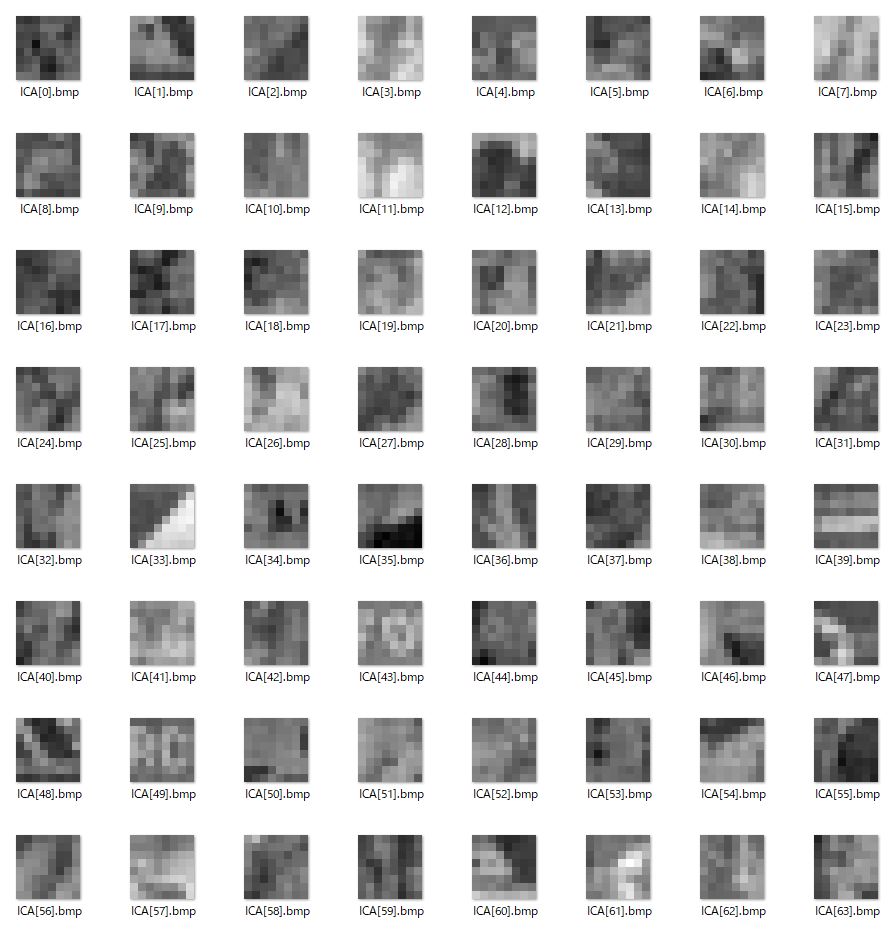 ICA[0].bmp ICA[1].bmp ICA[2].bmp ICA[3].bmp ICA[4].bmp ICA[5].bmp ICA[6].bmp ICA[7].bmp
ICA[8].bmp ICA[9].bmp ICA[10].bmp ICA[11].bmp ICA[12].bmp ICA[13].bmp ICA[14].bmp ICA[15].bmp
ICA[16].bmp ICA[17].bmp ICA[18].bmp ICA[19].bmp ICA[20].bmp ICA[21].bmp ICA[22].bmp ICA[23].bmp
ICA[24].bmp ICA[25].bmp ICA[26].bmp ICA[27].bmp ICA[28].bmp ICA[29].bmp ICA[30].bmp ICA[31].bmp
ICA[32].bmp ICA[33].bmp ICA[34].bmp ICA[35].bmp ICA[36].bmp ICA[37].bmp ICA[38].bmp ICA[39].bmp
ICA[40].bmp ICA[41].bmp ICA[42].bmp ICA[43].bmp ICA[44].bmp ICA[45].bmp ICA[46].bmp ICA[47].bmp
ICA[48].bmp ICA[49].bmp ICA[50].bmp ICA[51].bmp ICA[52].bmp ICA[53].bmp ICA[54].bmp ICA[55].bmp
ICA[56].bmp ICA[57].bmp ICA[58].bmp ICA[59].bmp ICA[60].bmp ICA[61].bmp ICA[62].bmp ICA[63].bmp